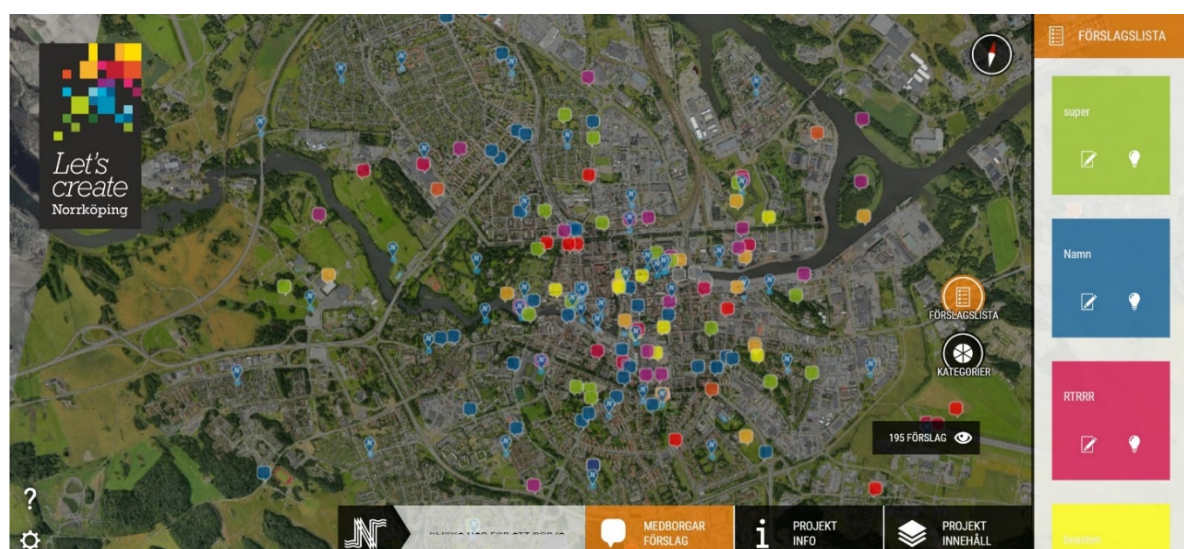 Let's
create
Norrköping
FÖRSLAGSLISTA
super
Namn
RTRRR
FÖRSLAGSLISTA
KATEGORIER
195 FÖRSLAG
?
MEDBORGAR
FÖRSLAG
i
PROJEKT
INFO
PROJEKT
INNEHÅLL